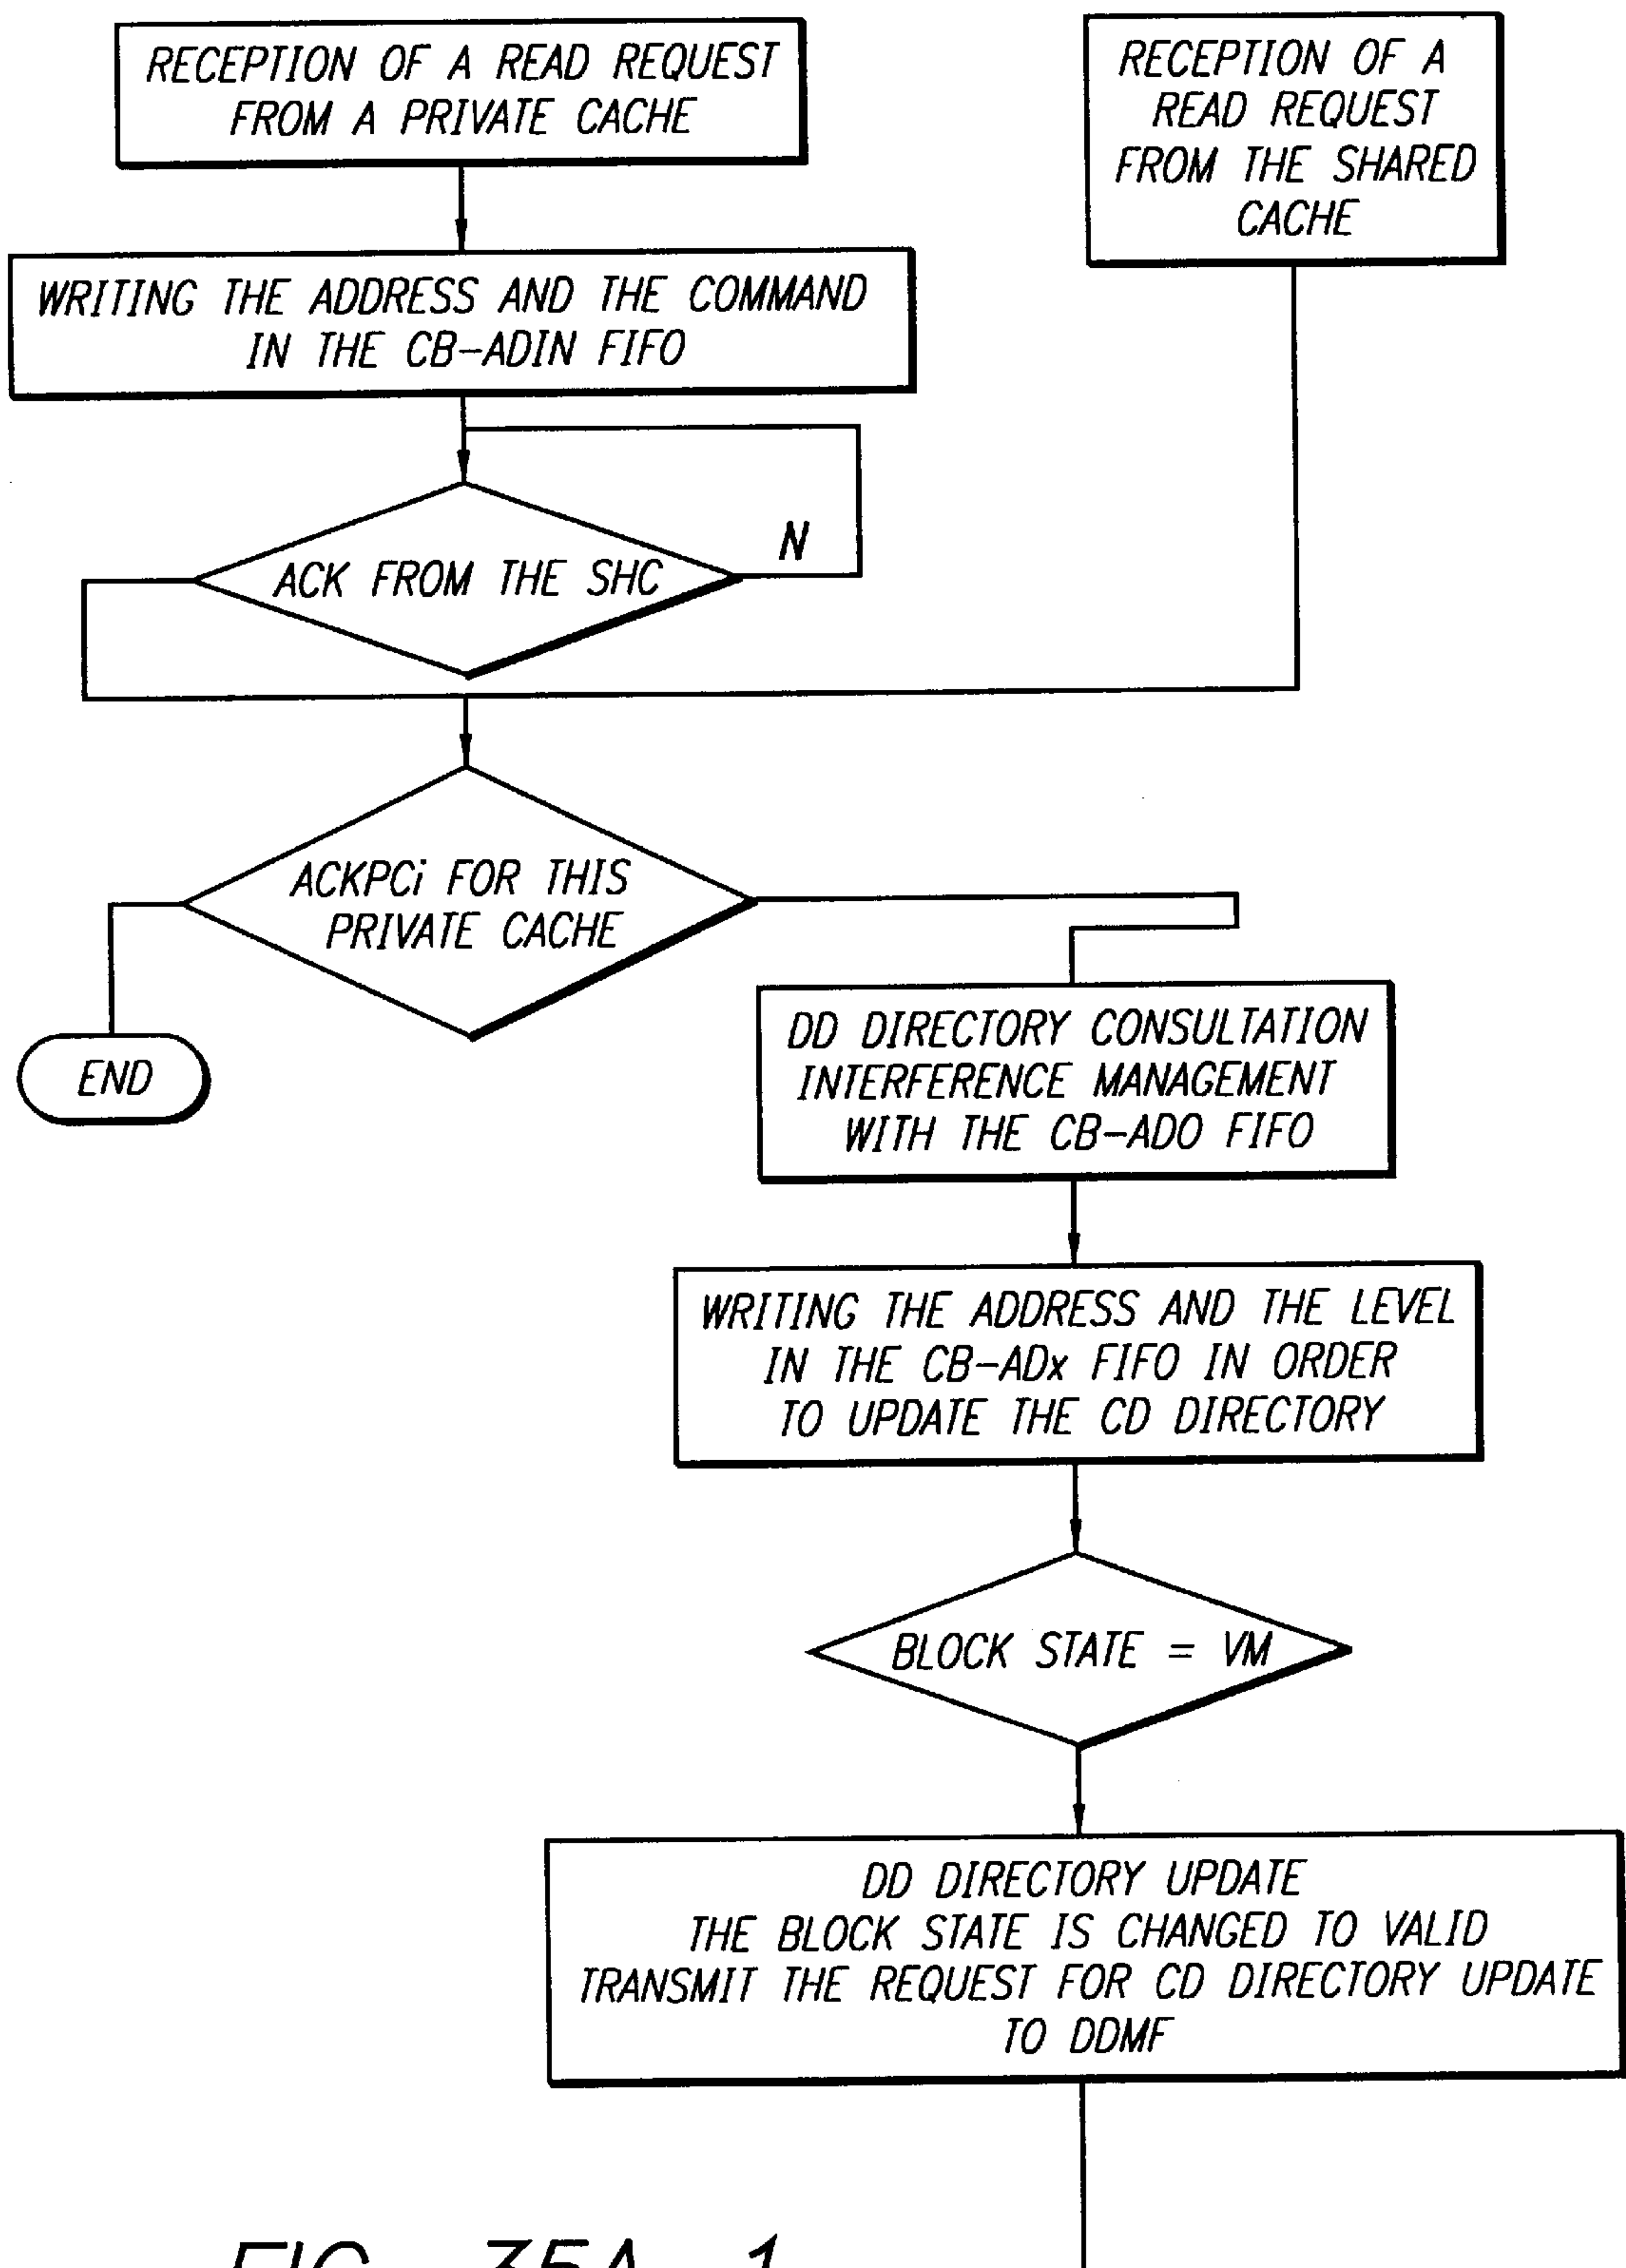 RECEPTION OF A READ REQUEST
FROM A PRIVATE CACHE
RECEPTION OF A
READ REQUEST
FROM THE SHARED
CACHE
WRITING THE ADDRESS AND THE COMMAND
IN THE CB-ADIN FIFO
N
ACK FROM THE SHC
ACKPCi FOR THIS
PRIVATE CACHE
END
DD DIRECTORY CONSULTATION
INTERFERENCE MANAGEMENT
WITH THE CB-ADO FIFO
WRITING THE ADDRESS AND THE LEVEL
IN THE CB-ADx FIFO IN ORDER
TO UPDATE THE CD DIRECTORY
BLOCK STATE = VM
DD DIRECTORY UPDATE
THE BLOCK STATE IS CHANGED TO VALID
TRANSMIT THE REQUEST FOR CD DIRECTORY UPDATE
TO DDMF
FIG. 35A-1